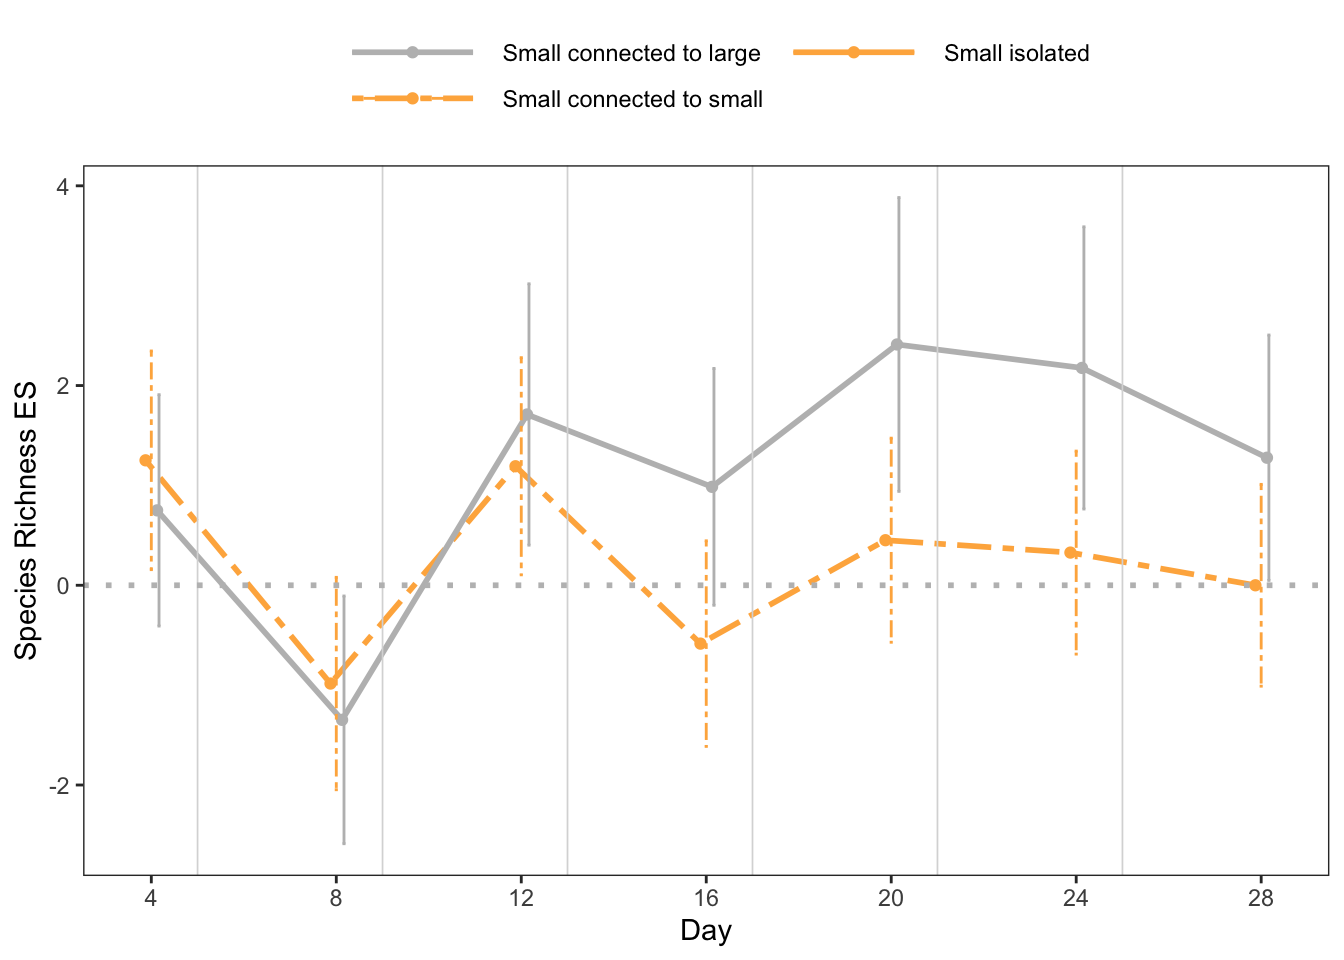 Small connected to large
Small isolated
Small connected to small
Species Richness ES
4
2
0
-2
4
8
12
16
20
24
28
Day